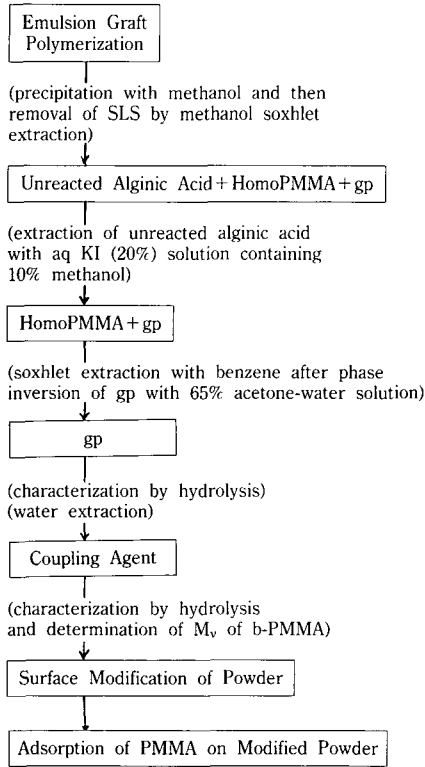 Emulsion Graft
Polymerization
(precipitation with methanol and then
removal of SLS by methanol soxhlet
extraction)
Unreacted Alginic Acid + HomoPMMA + gp
(extraction of unreacted alginic acid
with aq KI (20%) solution containing
10% methanol)
HomoPMMA + gp
(soxhlet extraction with benzene after phase
inversion of gp with 65% acetone-water solution)
gp
(characterization by hydrolysis)
(water extraction)
Coupling Agent
(characterization by hydrolysis
and determination of Mv of b-PMMA)
Surface Modification of Powder
Adsorption of PMMA on Modified Powder